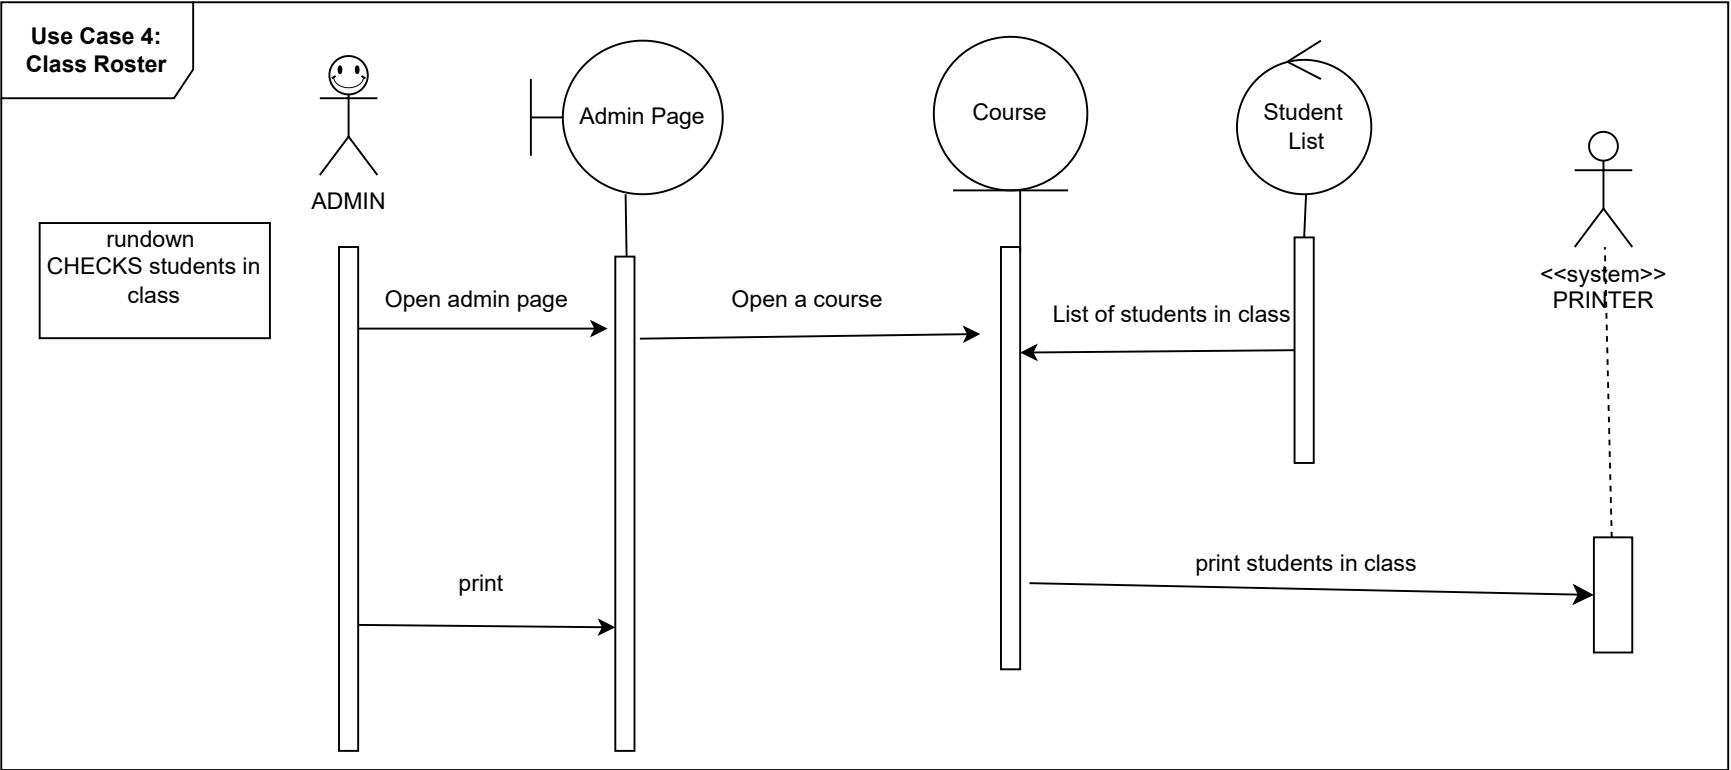 Use Case 4:
Class Roster
Admin Page
Course
Student
List
ADMIN
rundown
CHECKS students in
class
<<system>>
PRINTER
Open admin page
Open a course
List of students in class
print students in class
print